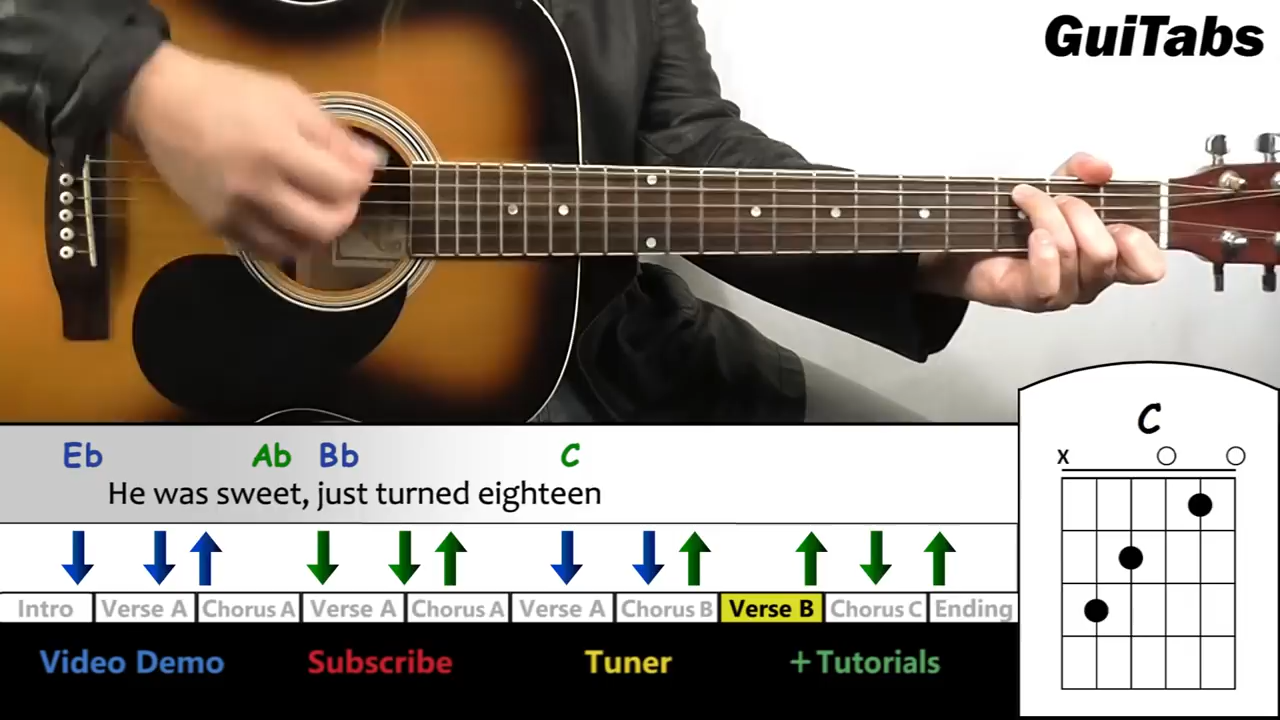 GuiTabs
C
x
Eb Ab Bb C
He was sweet, just turned eighteen
Intro Verse A Chorus A Verse A Chorus A Verse A Chorus B Verse B Chorus C Ending
Video Demo Subscribe Tuner + Tutorials